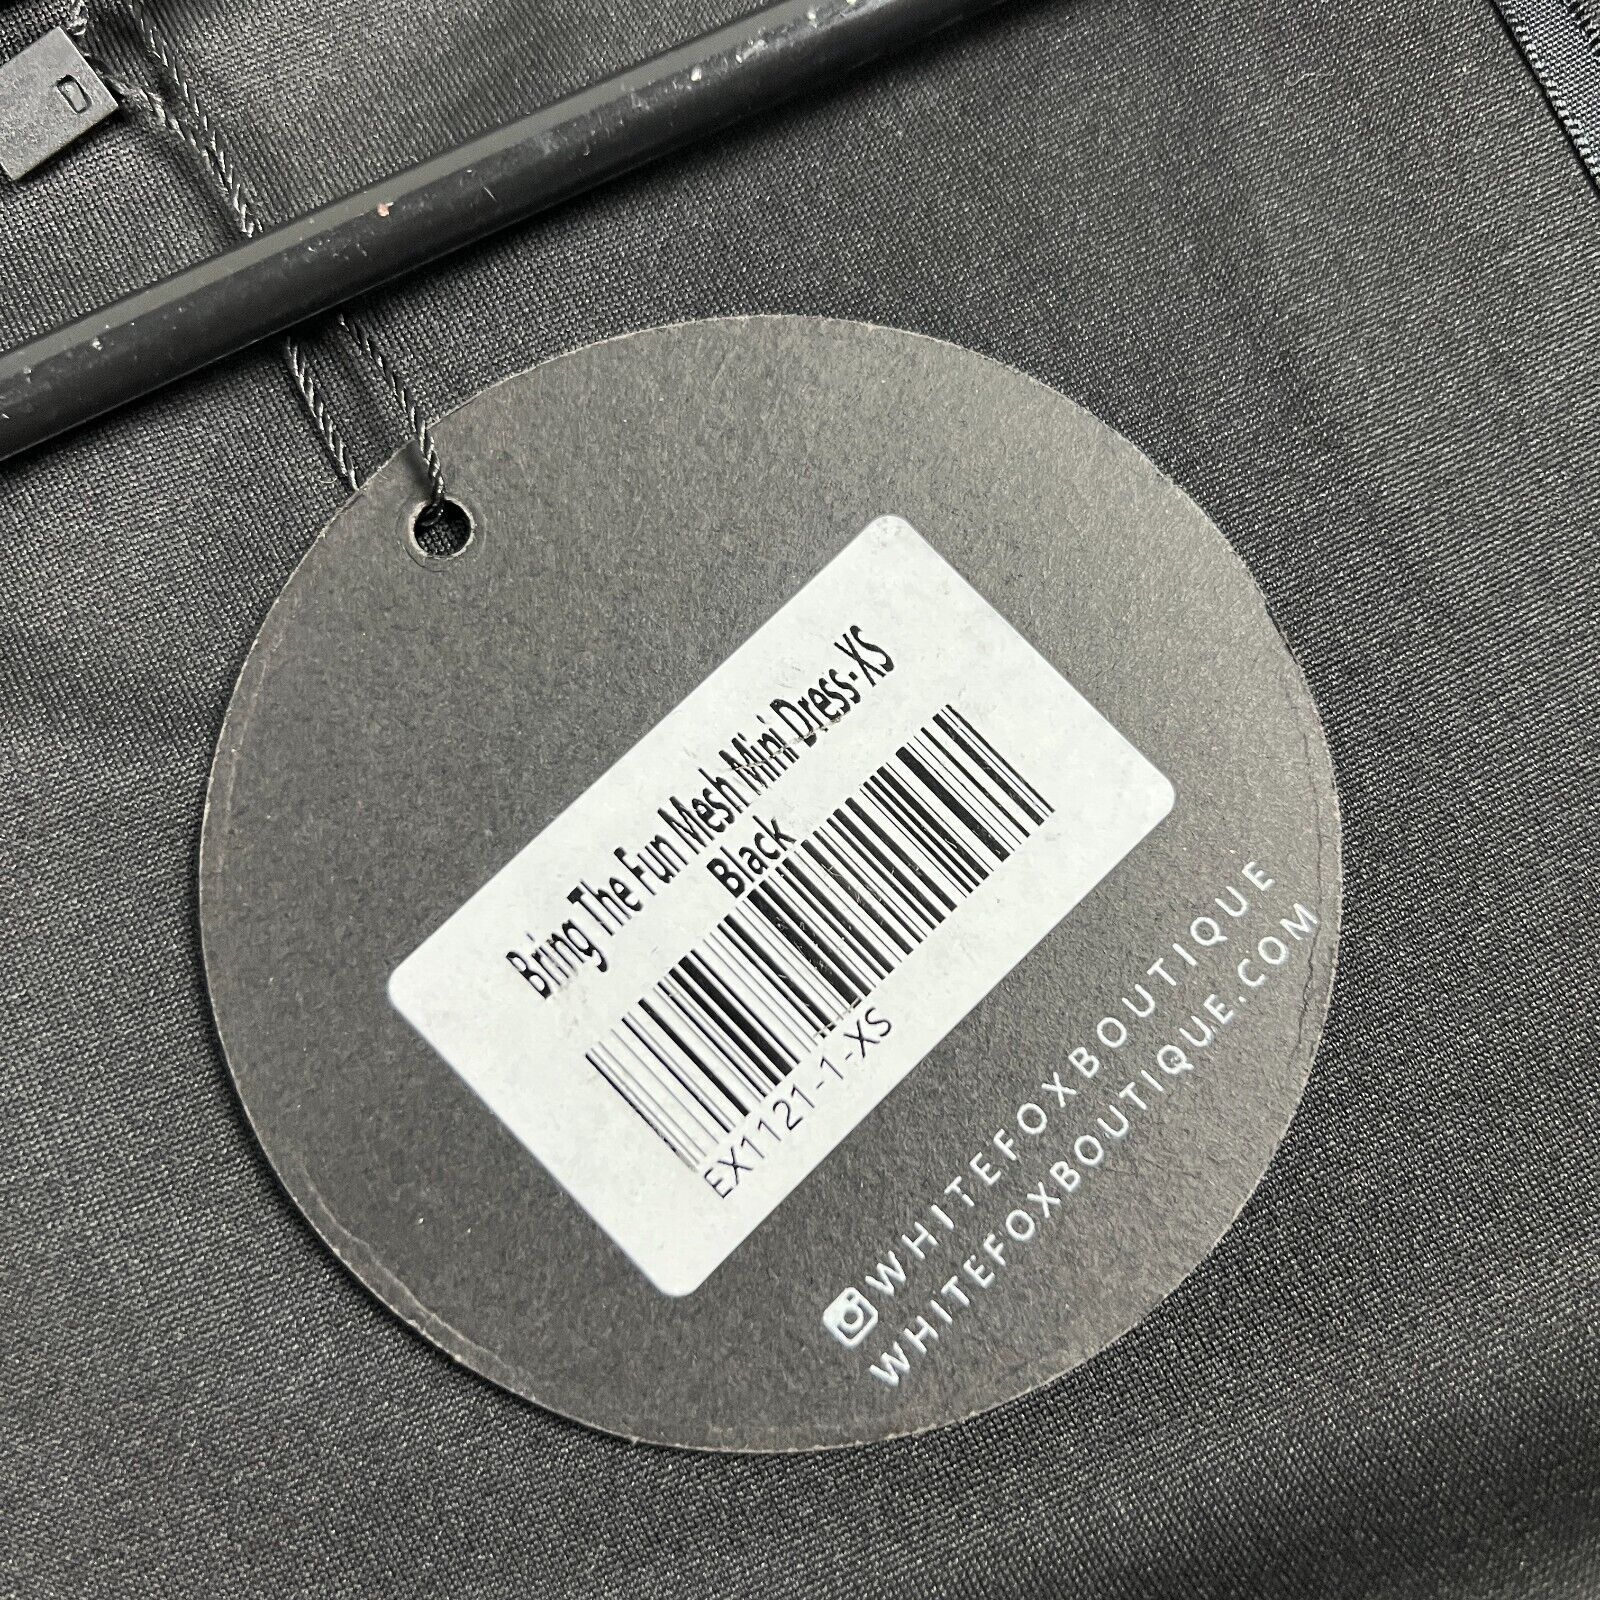 Bring The Fun Mesh Mini Dress-XS
Black
EX1121-1-XS
WHITEFOXBOUTIQUE
WHITEFOXBOUTIQUE.COM